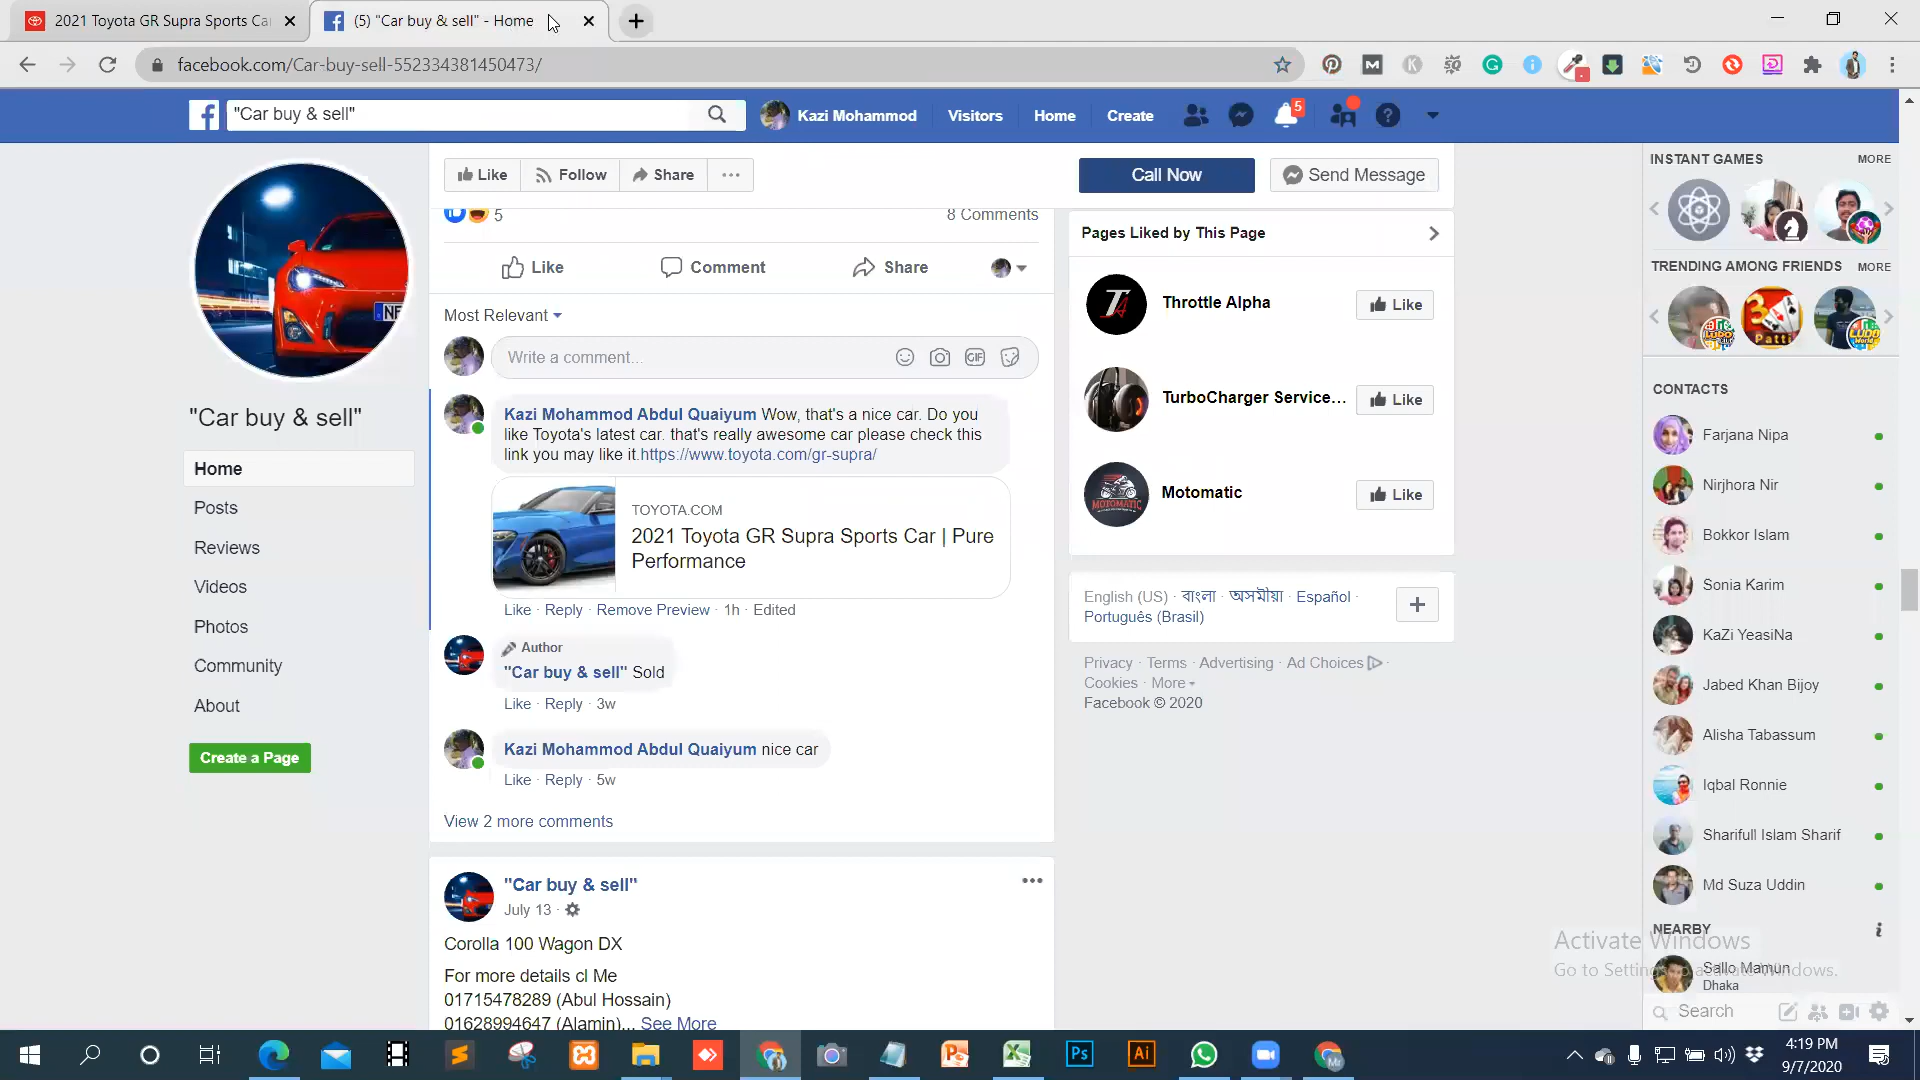 2021 Toyota GR Supra Sports Ca
(5) "Car buy & sell" - Home
facebook.com/Car-buy-sell-552334381450473/
"Car buy & sell"
Kazi Mohammod
Visitors
Home
Create
5
Like
Follow
Share
Call Now
Send Message
5
8 Comments
Like
Comment
Share
Most Relevant
Write a comment...
Kazi Mohammod Abdul Quaiyum Wow, that's a nice car. Do you
like Toyota's latest car. that's really awesome car please check this
link you may like it.https://www.toyota.com/gr-supra/
TOYOTA.COM
2021 Toyota GR Supra Sports Car | Pure
Performance
Like · Reply · Remove Preview · 1h · Edited
Author
"Car buy & sell" Sold
Like · Reply · 3w
Kazi Mohammod Abdul Quaiyum nice car
Like · Reply · 5w
View 2 more comments
"Car buy & sell"
July 13 ·
Corolla 100 Wagon DX
For more details cl Me
01715478289 (Abul Hossain)
01628994647 (Alamin)... See More
"Car buy & sell"
Home
Posts
Reviews
Videos
Photos
Community
About
Create a Page
Pages Liked by This Page
Throttle Alpha
Like
TurboCharger Service...
Like
MOTOMATIC
Motomatic
Like
English (US) · বাংলা · অসমীয়া · Español ·
Português (Brasil)
Privacy · Terms · Advertising · Ad Choices ·
Cookies · More
Facebook © 2020
INSTANT GAMES
MORE
TRENDING AMONG FRIENDS
MORE
3
Patti
CONTACTS
Farjana Nipa
Nirjhora Nir
Bokkor Islam
Sonia Karim
KaZi YeasiNa
Jabed Khan Bijoy
Alisha Tabassum
Iqbal Ronnie
Sharifull Islam Sharif
Md Suza Uddin
NEARBY
Sallo Mamun
Dhaka
Activate Windows
Go to Settings to activate Windows.
Search
4:19 PM
9/7/2020